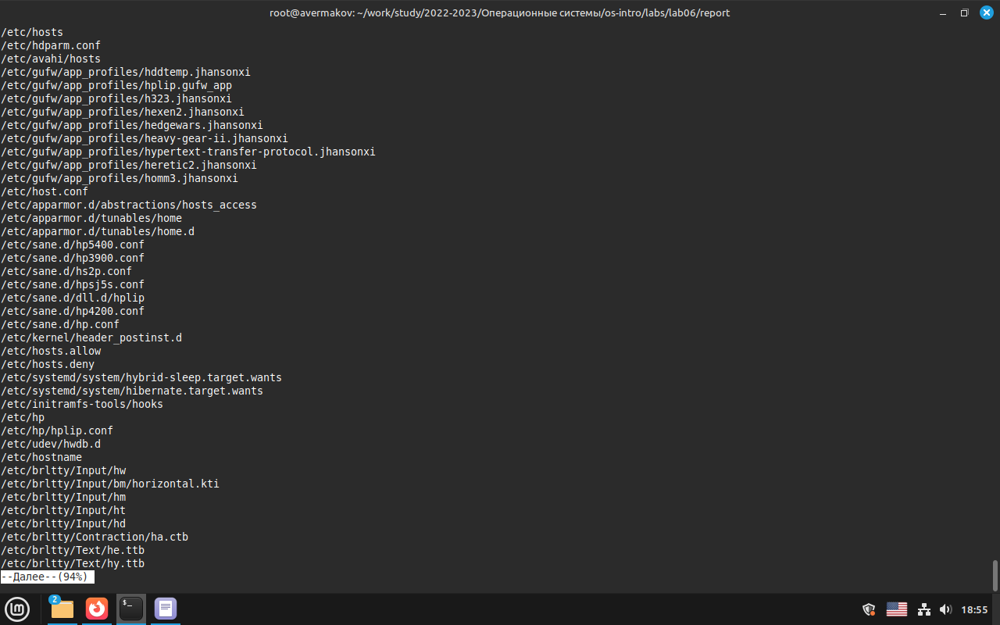 root@avermakov: ~/work/study/2022-2023/Операционные системы/os-intro/labs/lab06/report
/etc/hosts
/etc/hdparm.conf
/etc/avahi/hosts
/etc/gufw/app_profiles/hddtemp.jhansonxi
/etc/gufw/app_profiles/hplip.gufw_app
/etc/gufw/app_profiles/h323.jhansonxi
/etc/gufw/app_profiles/hexen2.jhansonxi
/etc/gufw/app_profiles/hedgewars.jhansonxi
/etc/gufw/app_profiles/heavy-gear-ii.jhansonxi
/etc/gufw/app_profiles/hypertext-transfer-protocol.jhansonxi
/etc/gufw/app_profiles/heretic2.jhansonxi
/etc/gufw/app_profiles/homm3.jhansonxi
/etc/host.conf
/etc/apparmor.d/abstractions/hosts_access
/etc/apparmor.d/tunables/home
/etc/apparmor.d/tunables/home.d
/etc/sane.d/hp5400.conf
/etc/sane.d/hp3900.conf
/etc/sane.d/hs2p.conf
/etc/sane.d/hpsj5s.conf
/etc/sane.d/dll.d/hplip
/etc/sane.d/hp4200.conf
/etc/sane.d/hp.conf
/etc/kernel/header_postinst.d
/etc/hosts.allow
/etc/hosts.deny
/etc/systemd/system/hybrid-sleep.target.wants
/etc/systemd/system/hibernate.target.wants
/etc/initramfs-tools/hooks
/etc/hp
/etc/hp/hplip.conf
/etc/udev/hwdb.d
/etc/hostname
/etc/brltty/Input/hw
/etc/brltty/Input/bm/horizontal.kti
/etc/brltty/Input/hm
/etc/brltty/Input/ht
/etc/brltty/Input/hd
/etc/brltty/Contraction/ha.ctb
/etc/brltty/Text/he.ttb
/etc/brltty/Text/hy.ttb
--Далее--(94%)
2
$_
18:55